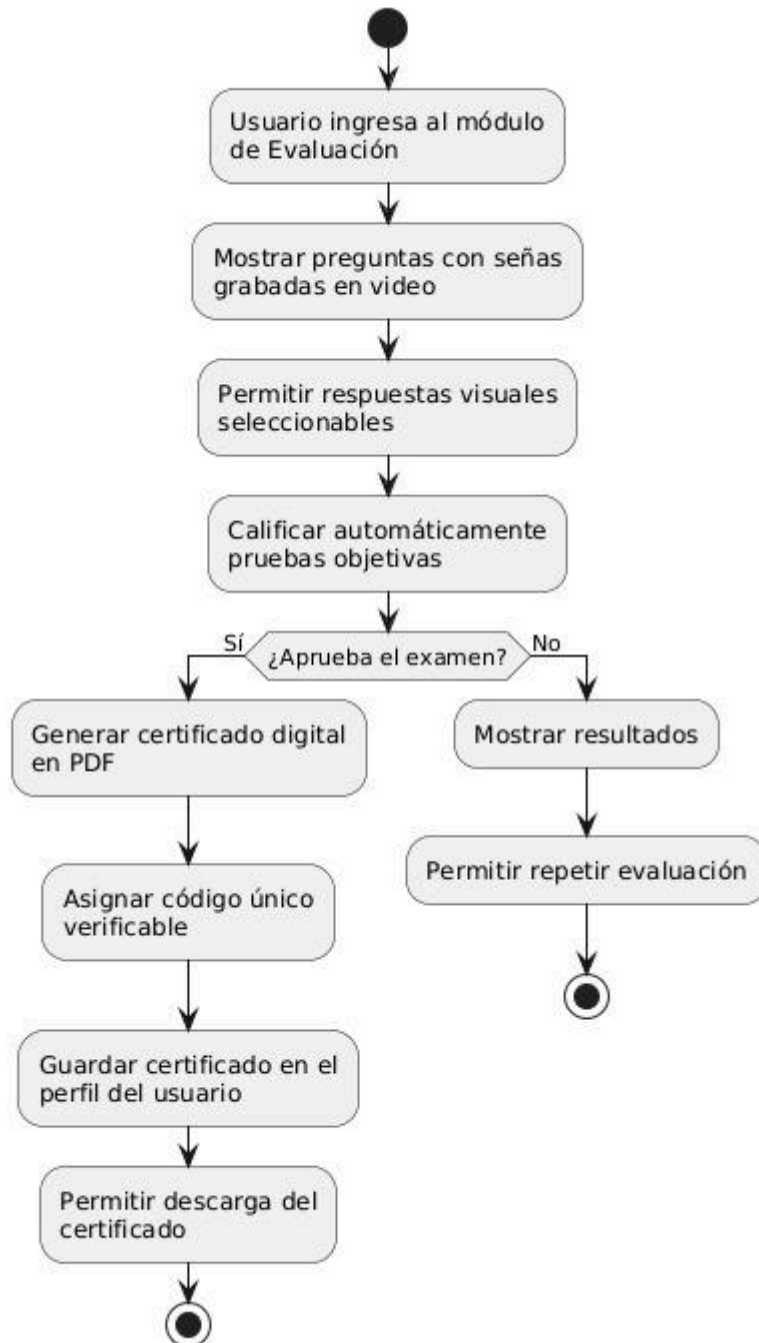 Usuario ingresa al módulo
de Evaluación
Mostrar preguntas con señas
grabadas en video
Permitir respuestas visuales
seleccionables
Calificar automáticamente
pruebas objetivas
Sí
¿Aprueba el examen?
No
Generar certificado digital
en PDF
Mostrar resultados
Asignar código único
verificable
Permitir repetir evaluación
Guardar certificado en el
perfil del usuario
Permitir descarga del
certificado